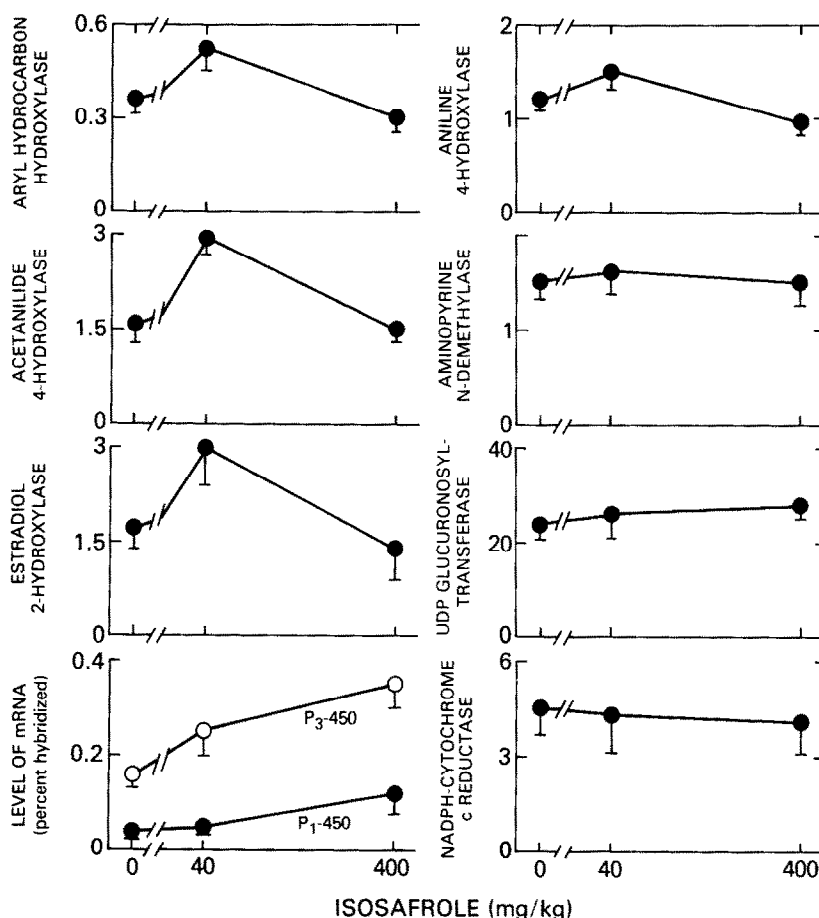 ARYL HYDROCARBON
HYDROXYLASE
0.6
0.3
0
ANILINE
4-HYDROXYLASE
2
1
0
ACETANILIDE
4-HYDROXYLASE
3
1.5
0
AMINOPYRINE
N-DEMETHYLASE
1
0
ESTRADIOL
2-HYDROXYLASE
3
1.5
0
UDP GLUCURONOSYL-
TRANSFERASE
40
20
0
LEVEL OF mRNA
(percent hybridized)
0.4
0.2
0
P3-450
P1-450
0 40 400
NADPH-CYTOCHROME
c REDUCTASE
6
3
0
0 40 400
ISOSAFROLE (mg/kg)